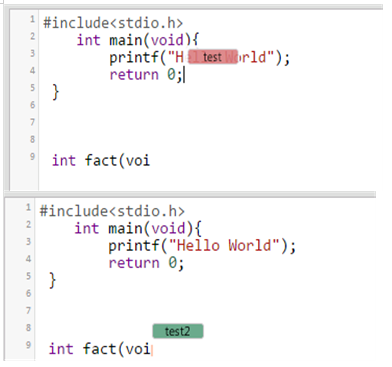 1 #include<stdio.h>
2 int main(void){
3 printf("H test rld");
4 return 0;
5 }
6
7
8
9 int fact(voi
1 #include<stdio.h>
2 int main(void){
3 printf("Hello World");
4 return 0;
5 }
6
7
8 test2
9 int fact(voi